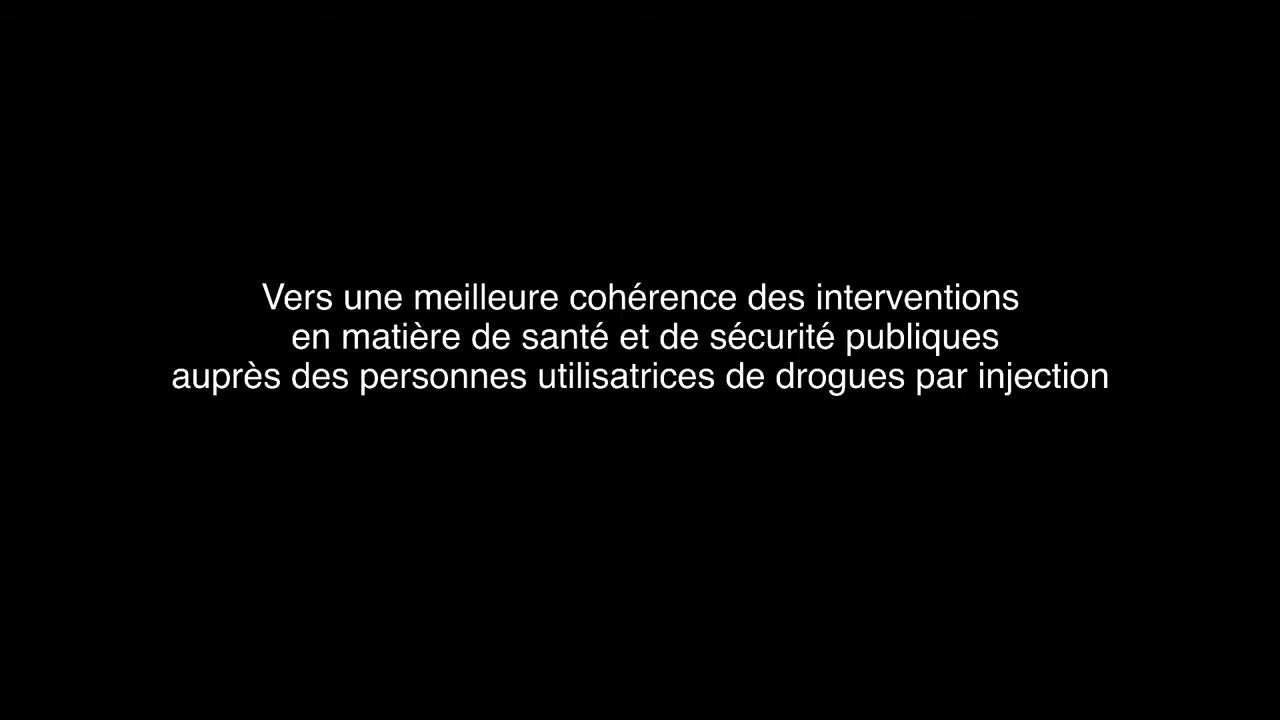 Vers une meilleure cohérence des interventions
en matière de santé et de sécurité publiques
auprès des personnes utilisatrices de drogues par injection